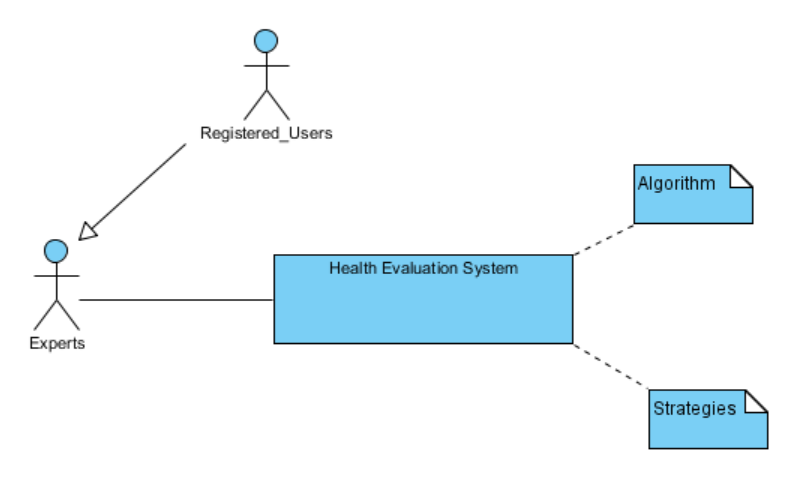 Registered_Users
Algorithm
Health Evaluation System
Experts
Strategies